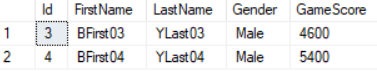 Id FirstName LastName Gender GameScore
1 3 BFirst03 YLast03 Male 4600
2 4 BFirst04 YLast04 Male 5400